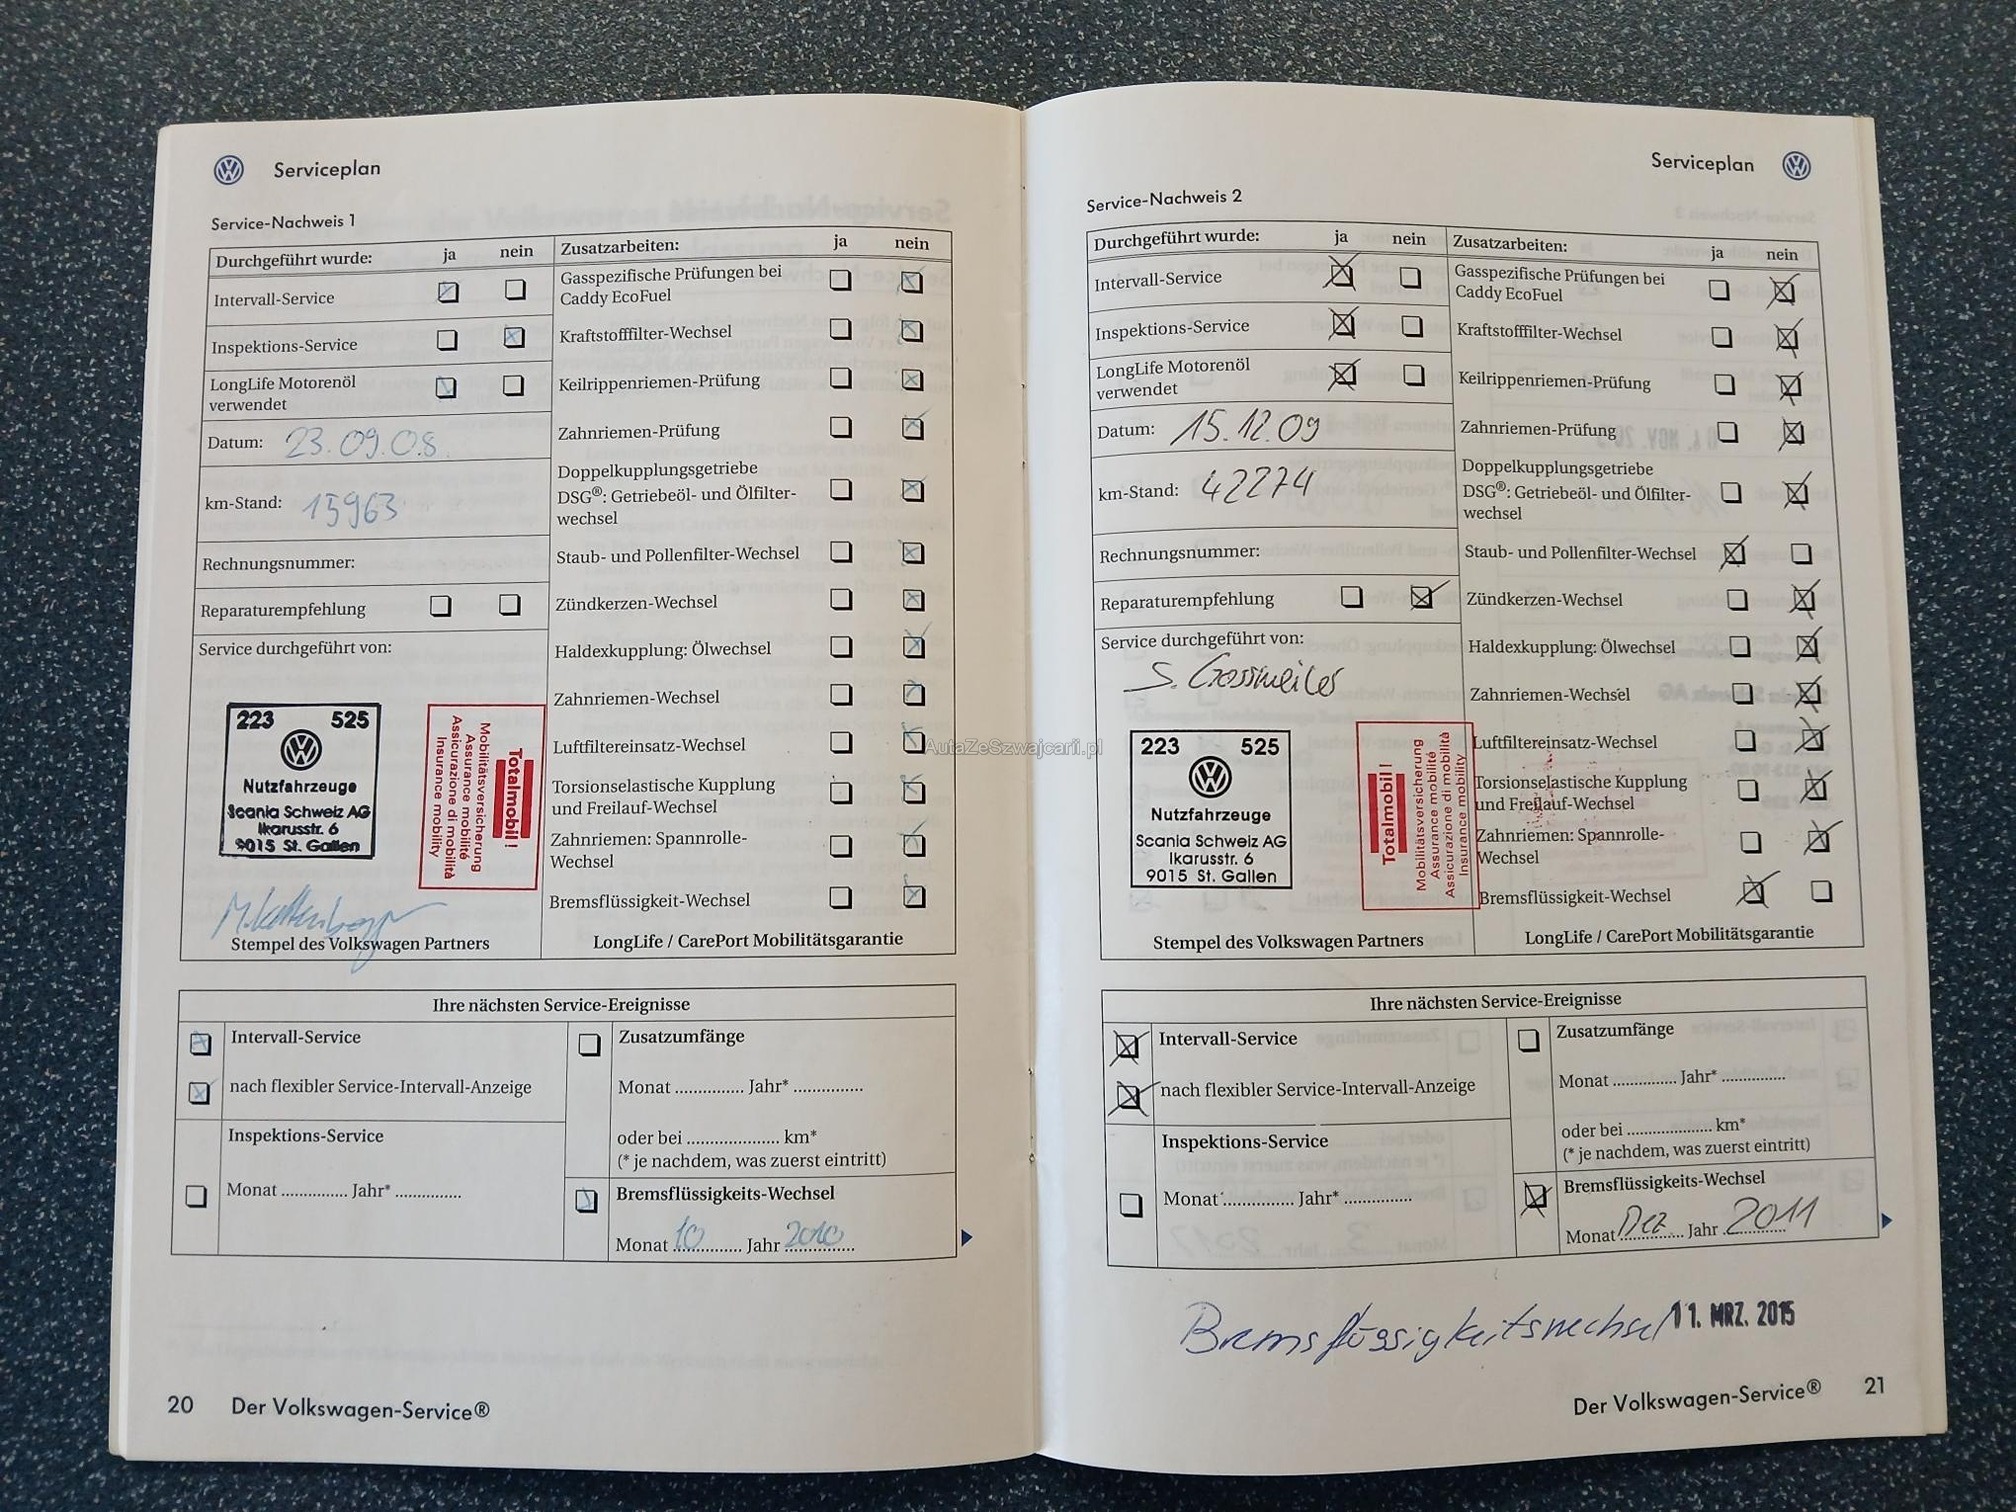 Serviceplan
Service-Nachweis 1
Durchgeführt wurde: ja nein
Intervall-Service
Inspektions-Service
LongLife Motorenöl
verwendet
Datum: 23.09.08
km-Stand: 15963
Rechnungsnummer:
Reparaturempfehlung
Service durchgeführt von:
223 525
Nutzfahrzeuge
Scania Schweiz AG
Ikarusstr. 6
9015 St. Gallen
Totalmobil!
Mobilitätsversicherung
Assurance mobilité
Assicurazione di mobilità
Insurance mobility
Stempel des Volkswagen Partners
Zusatzarbeiten: ja nein
Gasspezifische Prüfungen bei
Caddy EcoFuel
Kraftstofffilter-Wechsel
Keilrippenriemen-Prüfung
Zahnriemen-Prüfung
Doppelkupplungsgetriebe
DSG®: Getriebeöl- und Ölfilter-
wechsel
Staub- und Pollenfilter-Wechsel
Zündkerzen-Wechsel
Haldexkupplung: Ölwechsel
Zahnriemen-Wechsel
Luftfiltereinsatz-Wechsel
Torsionselastische Kupplung
und Freilauf-Wechsel
Zahnriemen: Spannrolle-
Wechsel
Bremsflüssigkeit-Wechsel
LongLife / CarePort Mobilitätsgarantie
Ihre nächsten Service-Ereignisse
Intervall-Service
nach flexibler Service-Intervall-Anzeige
Inspektions-Service
Monat .............. Jahr* ..............
Zusatzumfänge
Monat .............. Jahr* ..............
oder bei .................... km*
(* je nachdem, was zuerst eintritt)
Bremsflüssigkeits-Wechsel
Monat 10 Jahr 2010
20 Der Volkswagen-Service®
AutaZeSzwajcarii.pl
Serviceplan
Service-Nachweis 2
Durchgeführt wurde: ja nein
Intervall-Service
Inspektions-Service
LongLife Motorenöl
verwendet
Datum: 15.12.09
km-Stand: 42274
Rechnungsnummer:
Reparaturempfehlung
Service durchgeführt von:
223 525
Nutzfahrzeuge
Scania Schweiz AG
Ikarusstr. 6
9015 St. Gallen
Totalmobil!
Mobilitätsversicherung
Assurance mobilité
Assicurazione di mobilità
Insurance mobility
Stempel des Volkswagen Partners
Zusatzarbeiten: ja nein
Gasspezifische Prüfungen bei
Caddy EcoFuel
Kraftstofffilter-Wechsel
Keilrippenriemen-Prüfung
Zahnriemen-Prüfung
Doppelkupplungsgetriebe
DSG®: Getriebeöl- und Ölfilter-
wechsel
Staub- und Pollenfilter-Wechsel
Zündkerzen-Wechsel
Haldexkupplung: Ölwechsel
Zahnriemen-Wechsel
Luftfiltereinsatz-Wechsel
Torsionselastische Kupplung
und Freilauf-Wechsel
Zahnriemen: Spannrolle-
Wechsel
Bremsflüssigkeit-Wechsel
LongLife / CarePort Mobilitätsgarantie
Ihre nächsten Service-Ereignisse
Intervall-Service
nach flexibler Service-Intervall-Anzeige
Inspektions-Service
Monat .............. Jahr* ..............
Zusatzumfänge
Monat .............. Jahr* ..............
oder bei .................... km*
(* je nachdem, was zuerst eintritt)
Bremsflüssigkeits-Wechsel
Monat Dez Jahr 2011
Bremsflüssigkeitswechsel 11. MRZ. 2015
Der Volkswagen-Service® 21